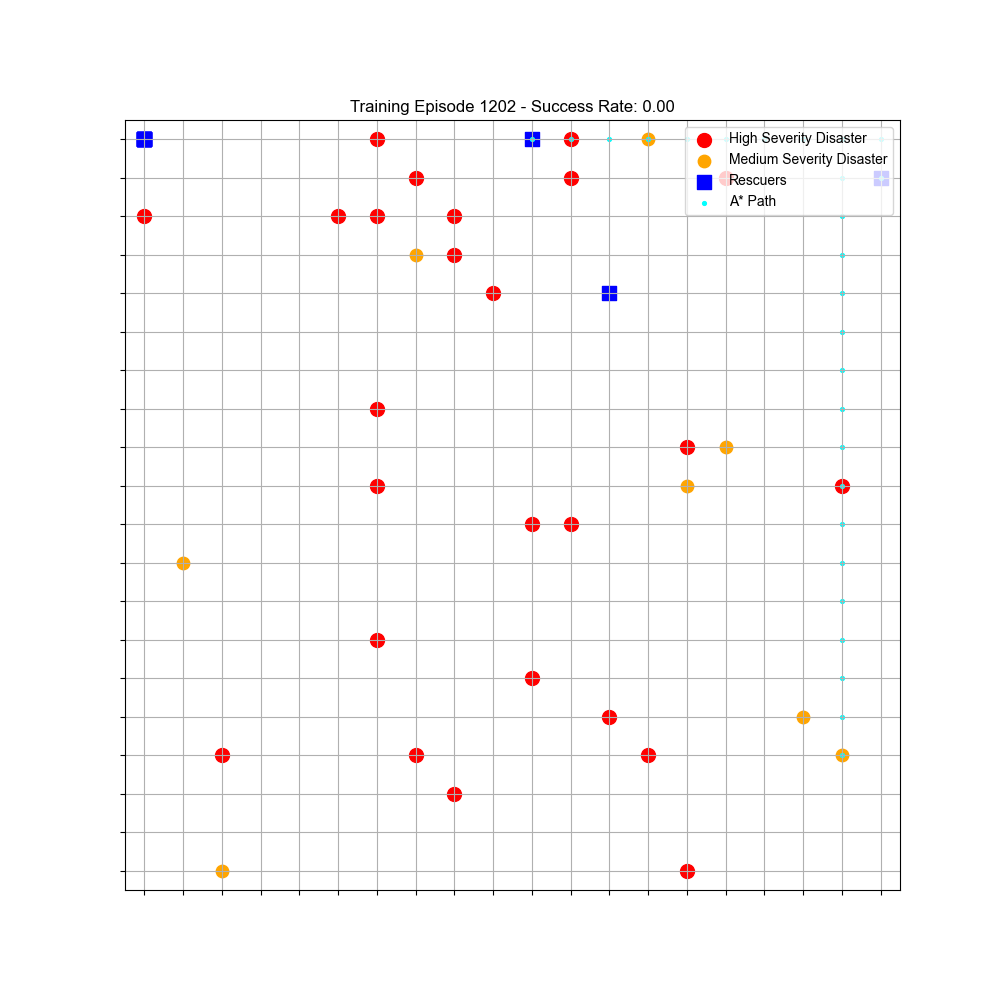 Training Episode 1202 - Success Rate: 0.00
High Severity Disaster
Medium Severity Disaster
Rescuers
A* Path